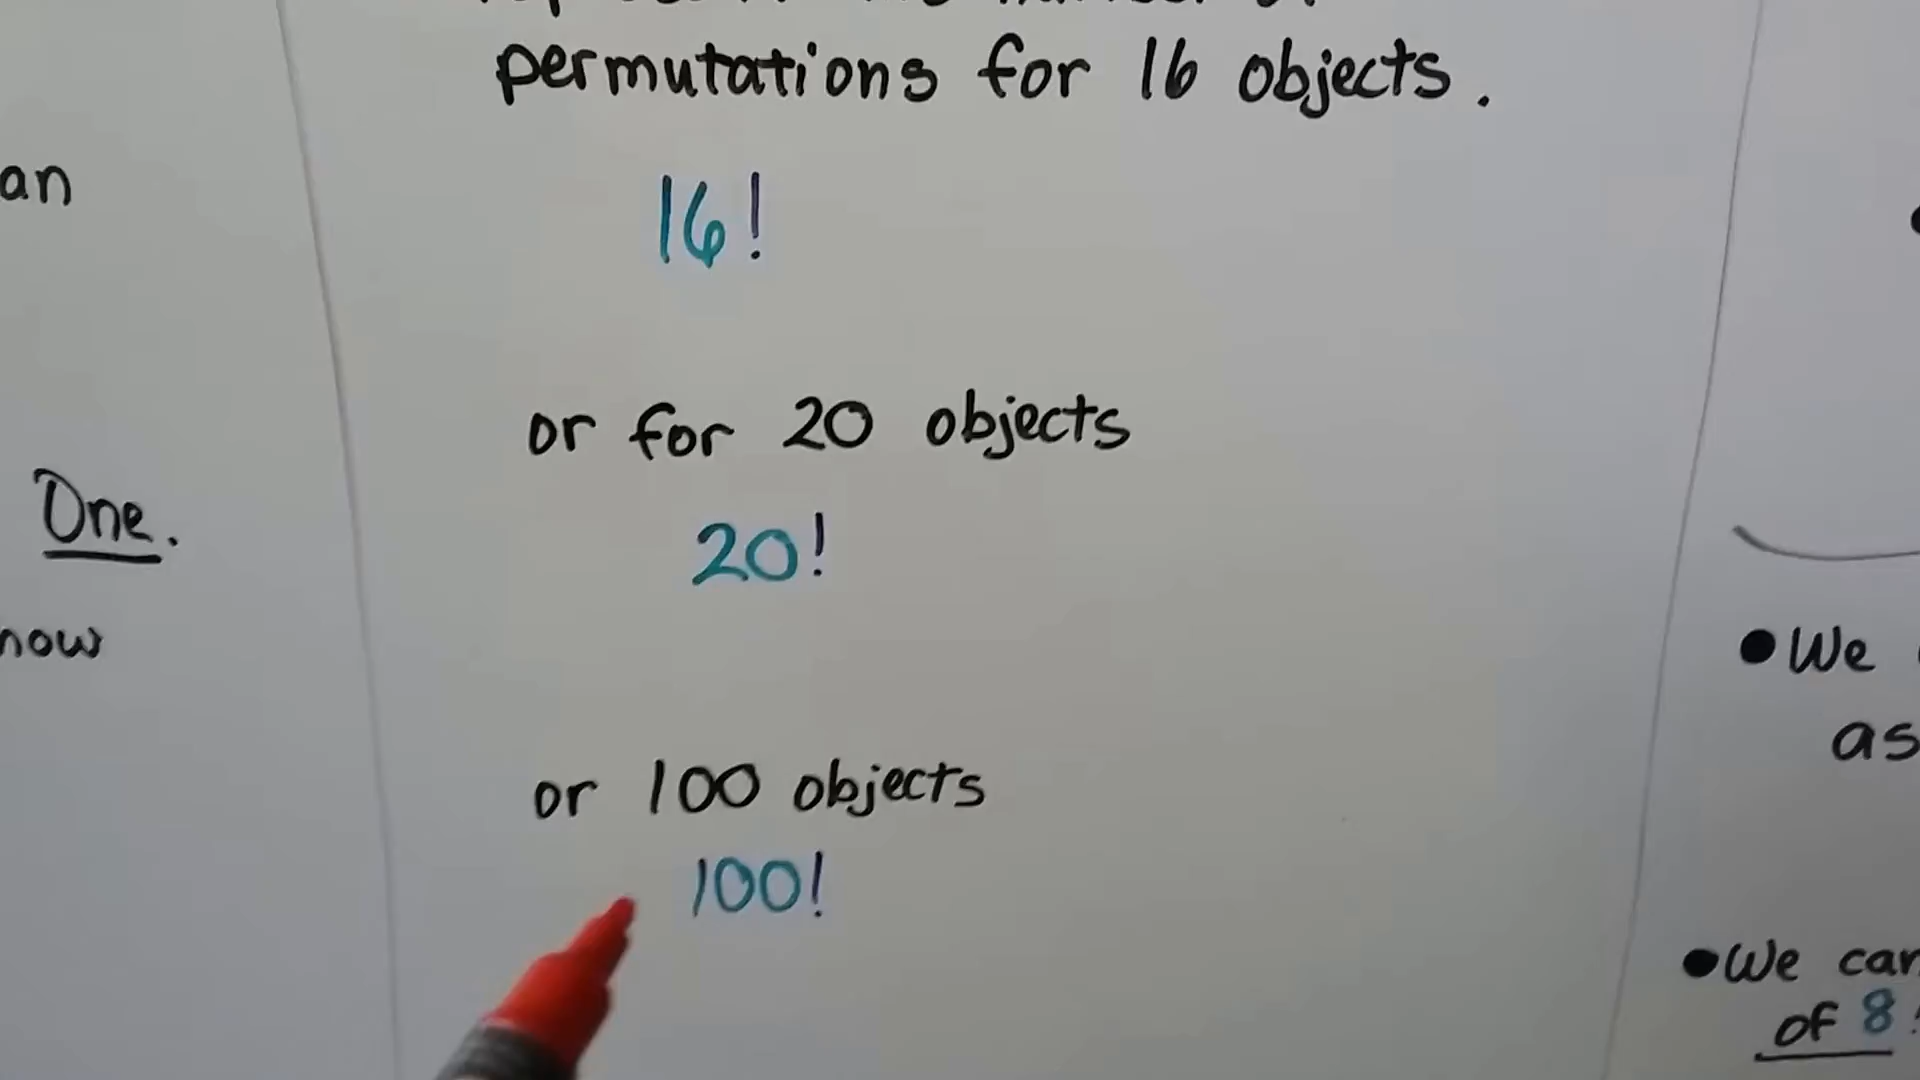 permutations for 16 objects.
16!
or for 20 objects
20!
or 100 objects
100!
an
One.
now
We
as
We can
of 8!